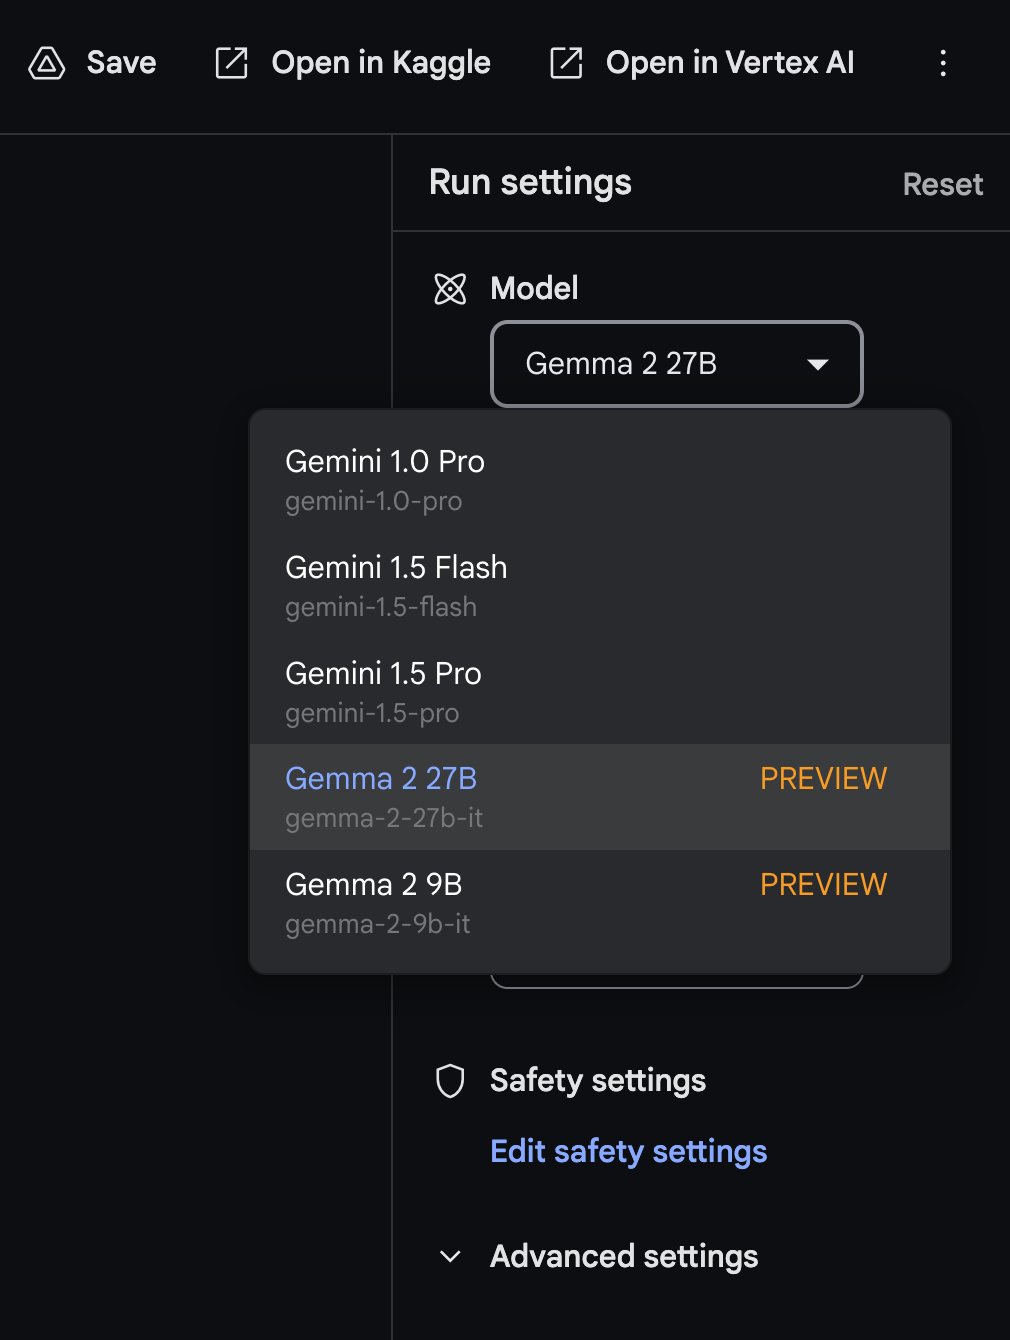 Save Open in Kaggle Open in Vertex AI
Run settings Reset
Model
Gemma 2 27B
Gemini 1.0 Pro
gemini-1.0-pro
Gemini 1.5 Flash
gemini-1.5-flash
Gemini 1.5 Pro
gemini-1.5-pro
Gemma 2 27B PREVIEW
gemma-2-27b-it
Gemma 2 9B PREVIEW
gemma-2-9b-it
Safety settings
Edit safety settings
Advanced settings